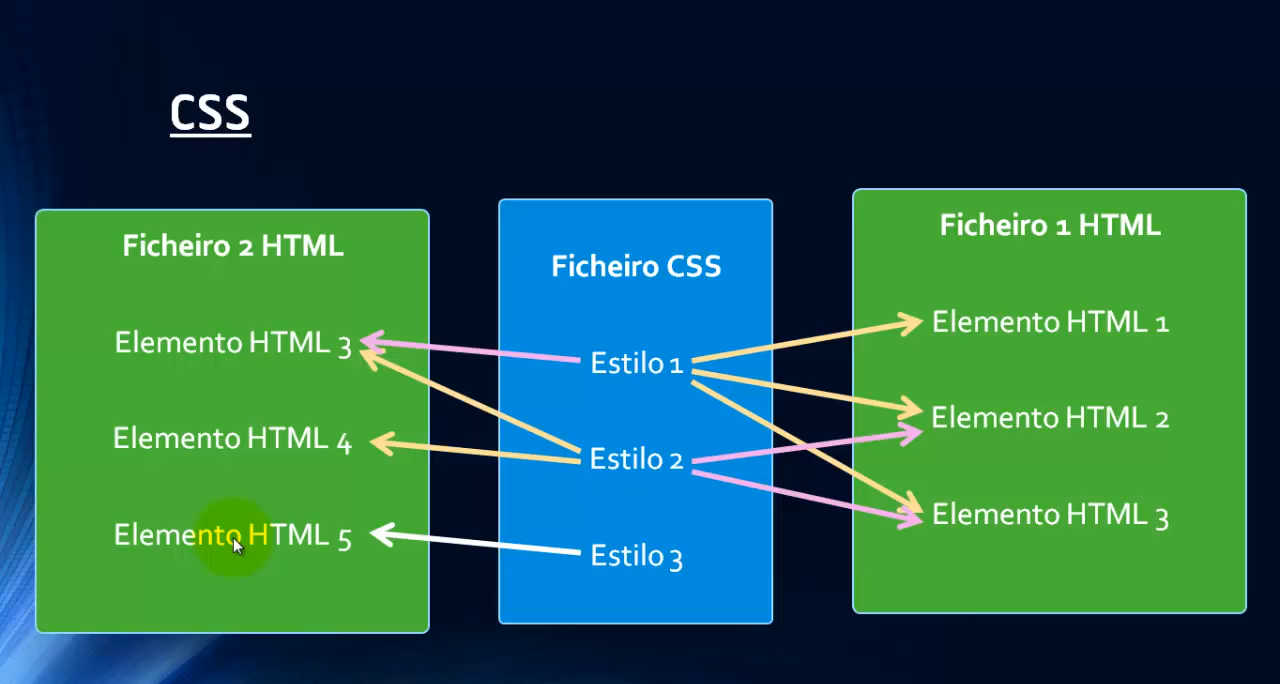 CSS
Ficheiro 2 HTML
Elemento HTML 3
Elemento HTML 4
Elemento HTML 5
Ficheiro CSS
Estilo 1
Estilo 2
Estilo 3
Ficheiro 1 HTML
Elemento HTML 1
Elemento HTML 2
Elemento HTML 3